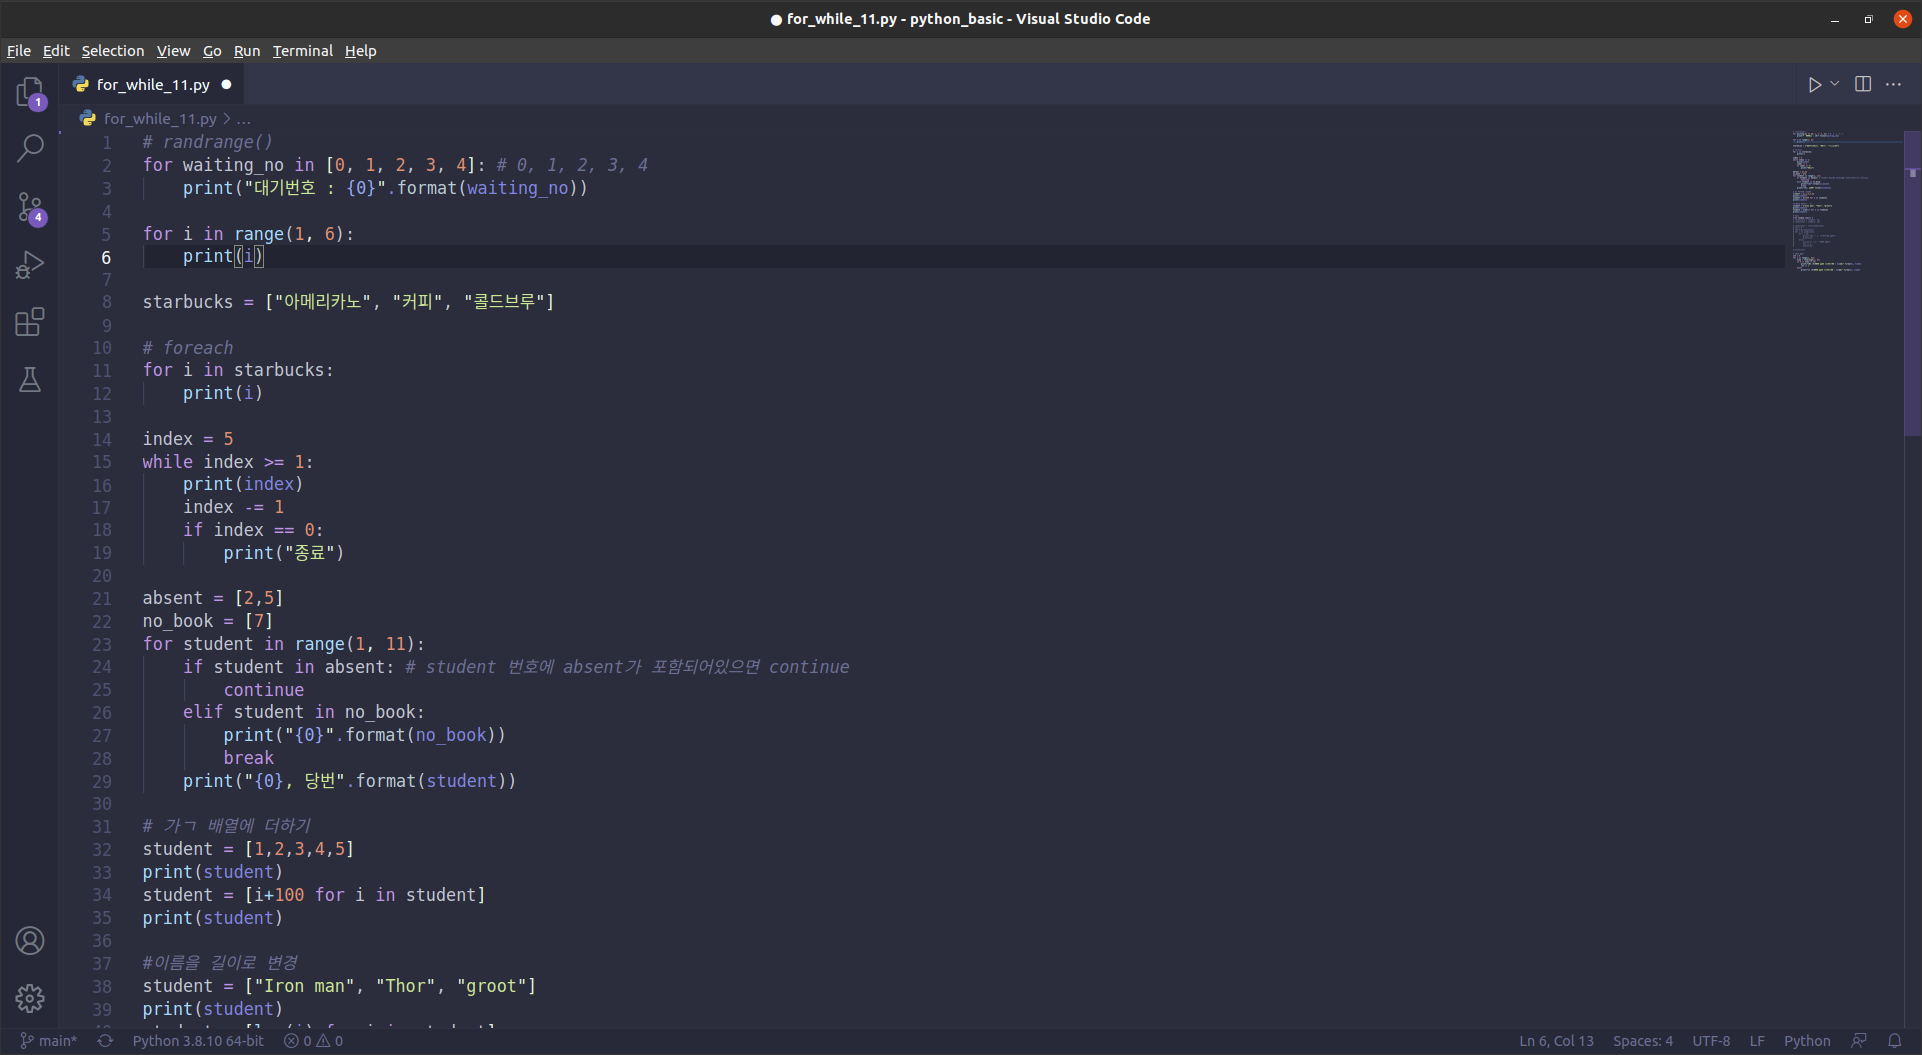 for_while_11.py - python_basic - Visual Studio Code
File Edit Selection View Go Run Terminal Help
for_while_11.py
1
for_while_11.py > ...
1 # randrange()
2 for waiting_no in [0, 1, 2, 3, 4]: # 0, 1, 2, 3, 4
3 print("대기번호 : {0}".format(waiting_no))
4
5 for i in range(1, 6):
6 print(i)
7
8 starbucks = ["아메리카노", "커피", "콜드브루"]
9
10 # foreach
11 for i in starbucks:
12 print(i)
13
14 index = 5
15 while index >= 1:
16 print(index)
17 index -= 1
18 if index == 0:
19 print("종료")
20
21 absent = [2,5]
22 no_book = [7]
23 for student in range(1, 11):
24 if student in absent: # student 번호에 absent가 포함되어있으면 continue
25 continue
26 elif student in no_book:
27 print("{0}".format(no_book))
28 break
29 print("{0}, 당번".format(student))
30
31 # 가ㄱ 배열에 더하기
32 student = [1,2,3,4,5]
33 print(student)
34 student = [i+100 for i in student]
35 print(student)
36
37 #이름을 길이로 변경
38 student = ["Iron man", "Thor", "groot"]
39 print(student)
4
main* Python 3.8.10 64-bit 0 0 Ln 6, Col 13 Spaces: 4 UTF-8 LF Python